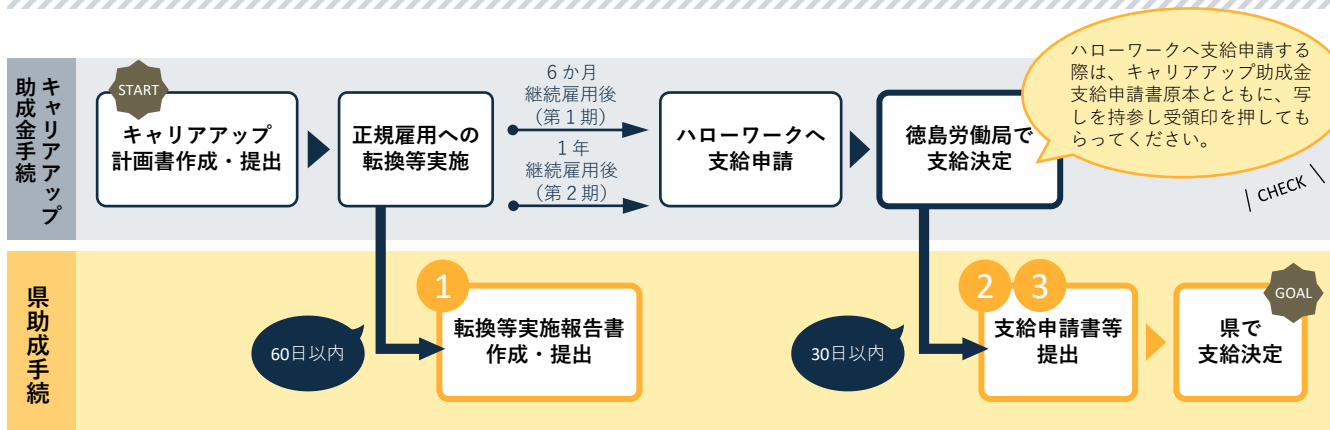 キャリアアップ
助成金手続
START
キャリアアップ
計画書作成・提出
正規雇用への
転換等実施
6か月
継続雇用後
(第1期)
1年
継続雇用後
(第2期)
ハローワークへ
支給申請
徳島労働局で
支給決定
ハローワークへ支給申請する
際は、キャリアアップ助成金
支給申請書原本とともに、写
しを持参し受領印を押しても
らってください。
CHECK
県助成手続
60日以内
1
転換等実施報告書
作成・提出
30日以内
2 3
支給申請書等
提出
GOAL
県で
支給決定